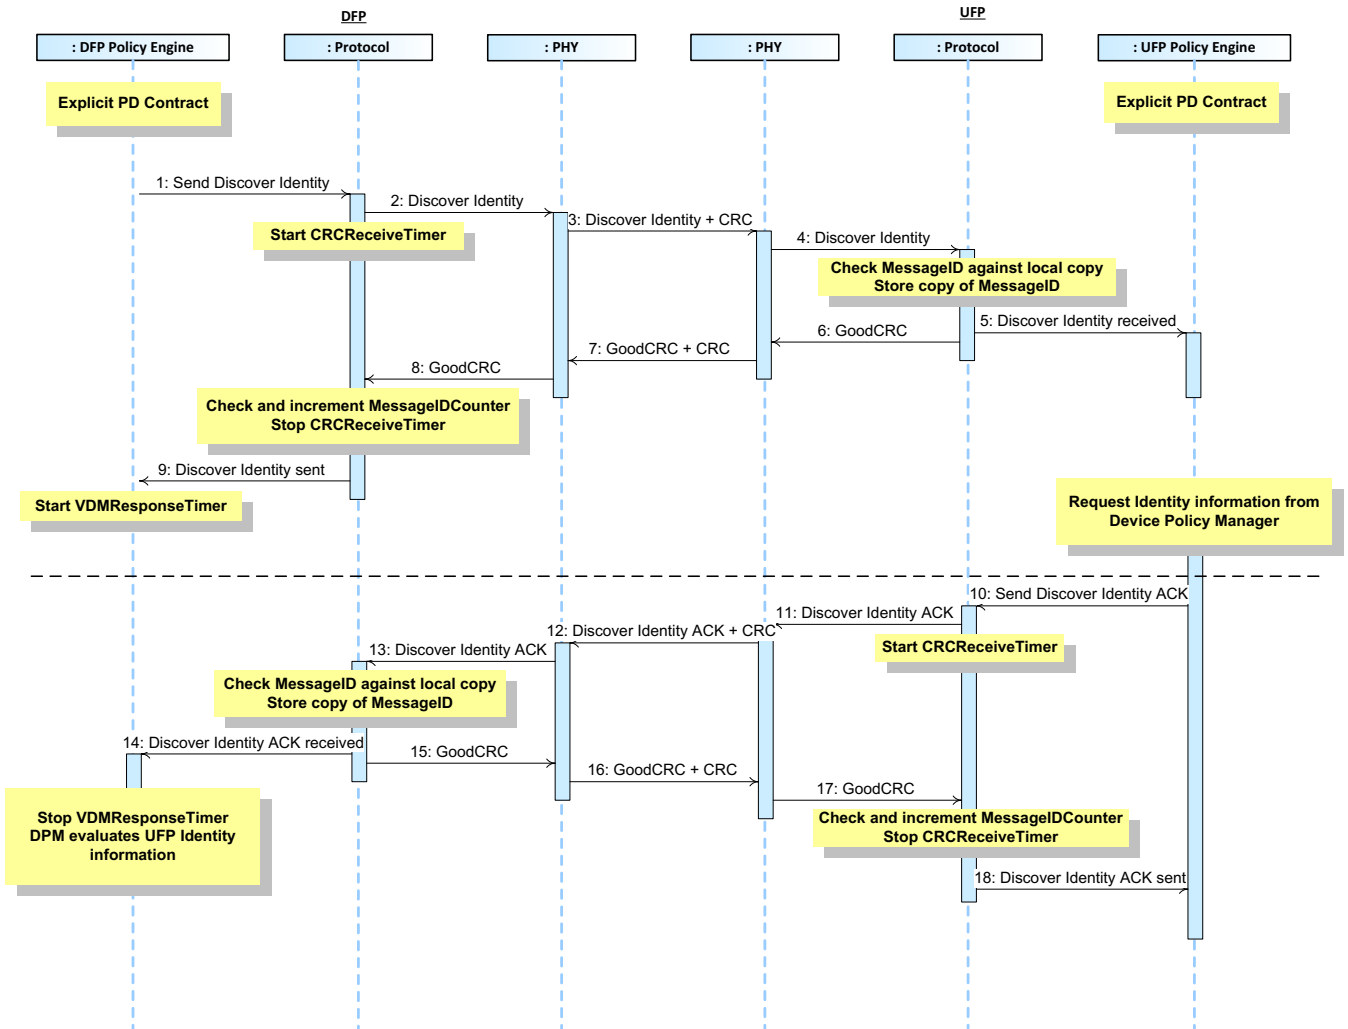 DFP
UFP
: DFP Policy Engine
: Protocol
: PHY
: PHY
: Protocol
: UFP Policy Engine
Explicit PD Contract
Explicit PD Contract
1: Send Discover Identity
2: Discover Identity
3: Discover Identity + CRC
Start CRCReceiveTimer
4: Discover Identity
Check MessageID against local copy
Store copy of MessageID
5: Discover Identity received
6: GoodCRC
7: GoodCRC + CRC
8: GoodCRC
Check and increment MessageIDCounter
Stop CRCReceiveTimer
9: Discover Identity sent
Start VDMResponseTimer
Request Identity information from
Device Policy Manager
10: Send Discover Identity ACK
11: Discover Identity ACK
12: Discover Identity ACK + CRC
Start CRCReceiveTimer
13: Discover Identity ACK
Check MessageID against local copy
Store copy of MessageID
14: Discover Identity ACK received
15: GoodCRC
16: GoodCRC + CRC
17: GoodCRC
Stop VDMResponseTimer
DPM evaluates UFP Identity
information
Check and increment MessageIDCounter
Stop CRCReceiveTimer
18: Discover Identity ACK sent